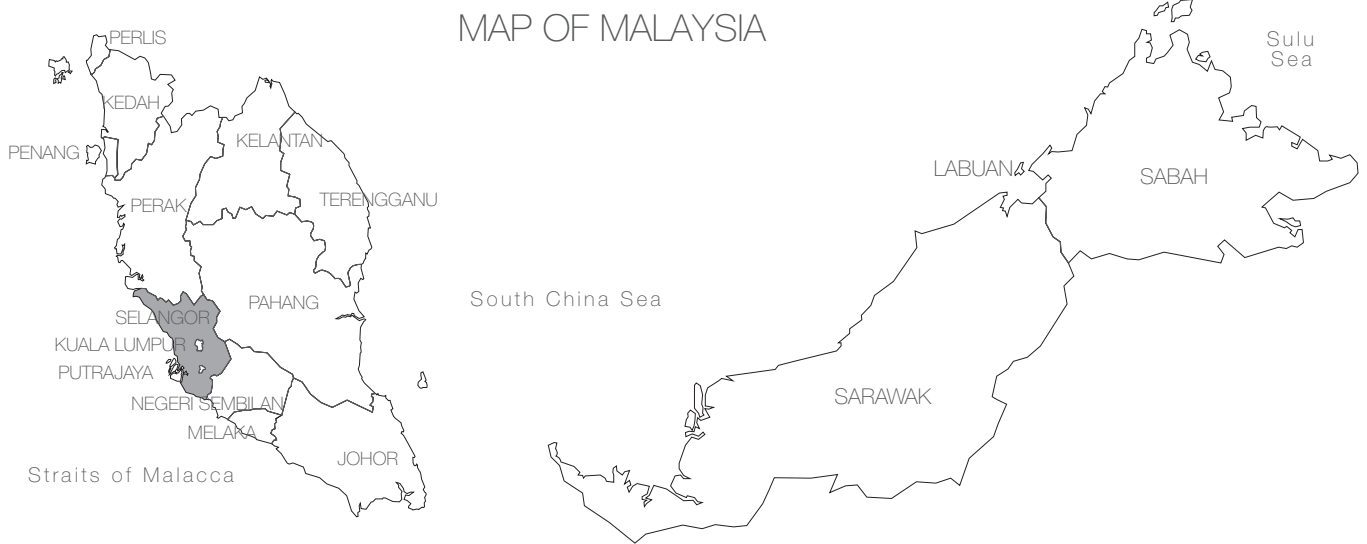 MAP OF MALAYSIA
PERLIS
Sulu
Sea
KEDAH
KELANTAN
PENANG
LABUAN
SABAH
TERENGGANU
PERAK
South China Sea
PAHANG
SELANGOR
KUALA LUMPUR
PUTRAJAYA
SARAWAK
NEGERI SEMBILAN
MELAKA
JOHOR
Straits of Malacca